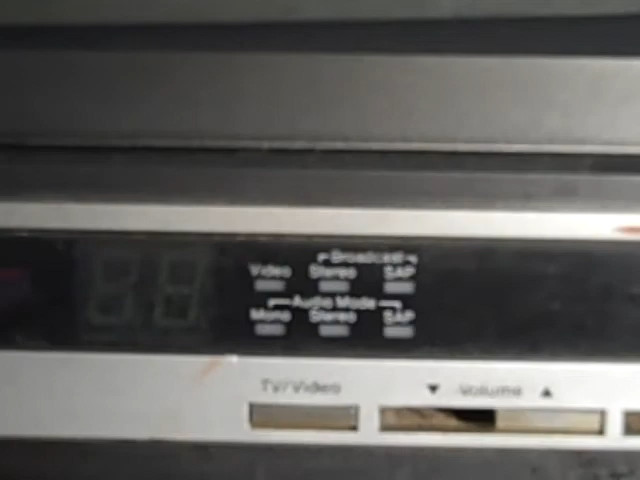 Broadcast
Video Stereo SAP
Audio Mode
Mono Stereo SAP
TV/Video ▼ Volume ▲